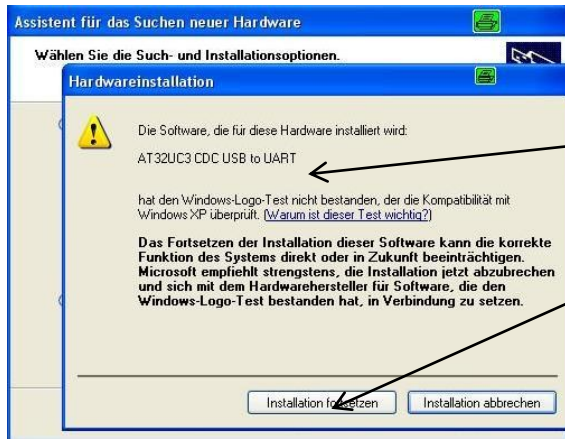 Assistent für das Suchen neuer Hardware
Wählen Sie die Such- und Installationsoptionen.
Hardwareinstallation
Die Software, die für diese Hardware installiert wird:
AT32UC3 CDC USB to UART
hat den Windows-Logo-Test nicht bestanden, der die Kompatibilität mit
Windows XP überprüft. (Warum ist dieser Test wichtig?)
Das Fortsetzen der Installation dieser Software kann die korrekte
Funktion des Systems direkt oder in Zukunft beeinträchtigen.
Microsoft empfiehlt strengstens, die Installation jetzt abzubrechen
und sich mit dem Hardwarehersteller für Software, die den
Windows-Logo-Test bestanden hat, in Verbindung zu setzen.
Installation fortsetzen
Installation abbrechen